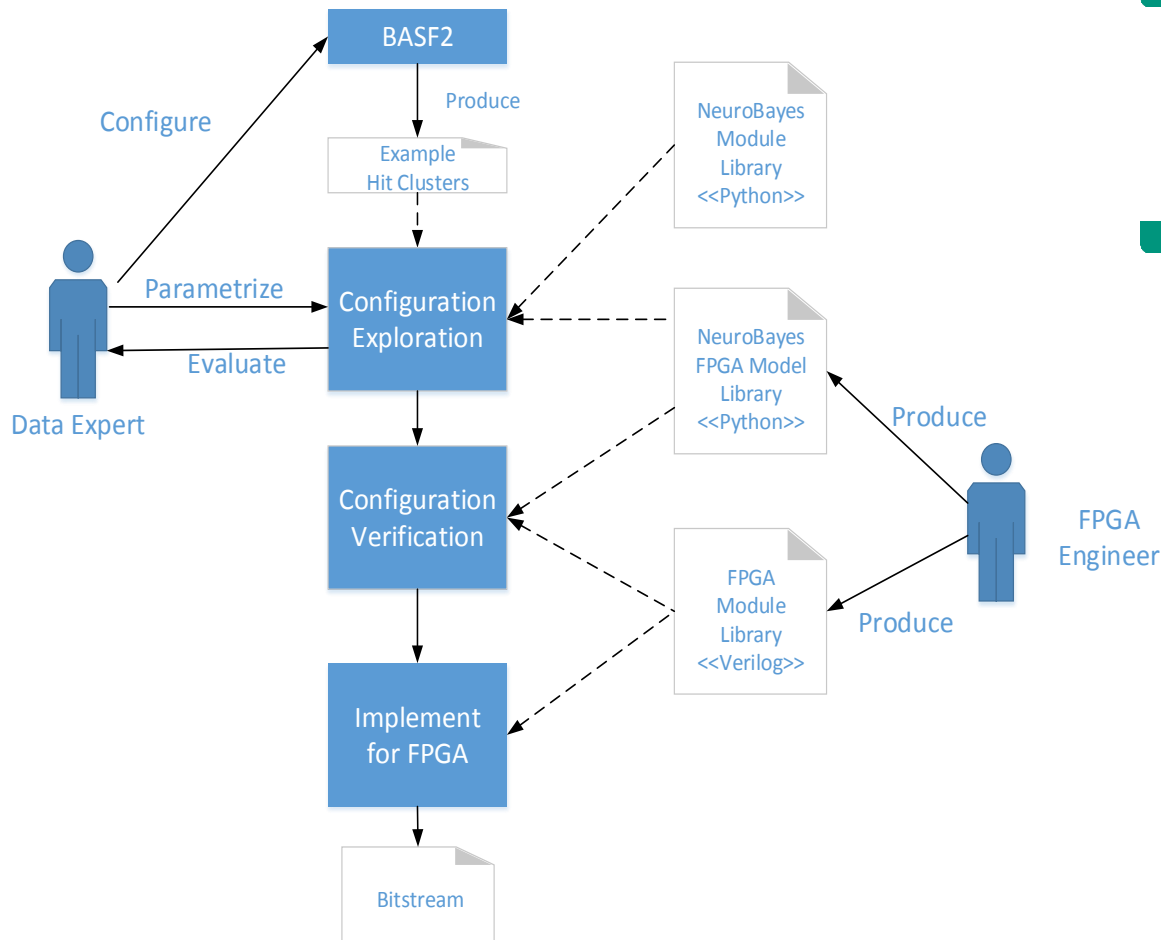 BASF2
Produce
Configure
Example
Hit Clusters
NeuroBayes
Module
Library
<<Python>>
Parametrize
Evaluate
Data Expert
Configuration
Exploration
NeuroBayes
FPGA Model
Library
<<Python>>
Produce
Configuration
Verification
FPGA
Engineer
FPGA
Module
Library
<<Verilog>>
Produce
Implement
for FPGA
Bitstream